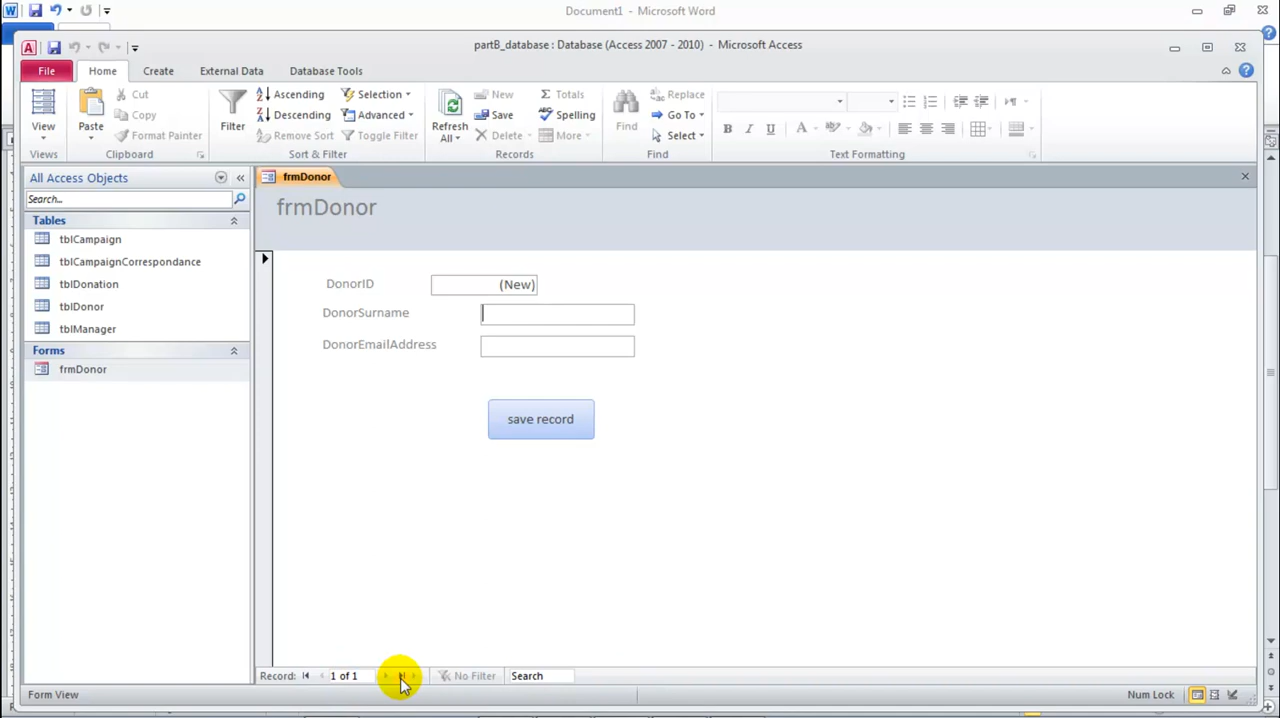 Document1 - Microsoft Word
partB_database : Database (Access 2007 - 2010) - Microsoft Access
File Home Create External Data Database Tools
View
Views
Paste
Cut
Copy
Format Painter
Clipboard
Filter
Ascending
Descending
Remove Sort
Selection
Advanced
Toggle Filter
Sort & Filter
Refresh
All
New
Save
Delete
Totals
Spelling
More
Records
Find
Replace
Go To
Select
Find
B I U A
Text Formatting
All Access Objects
Search...
Tables
tblCampaign
tblCampaignCorrespondance
tblDonation
tblDonor
tblManager
Forms
frmDonor
frmDonor
frmDonor
DonorID (New)
DonorSurname
DonorEmailAddress
save record
Record: 1 of 1 No Filter Search
Form View Num Lock